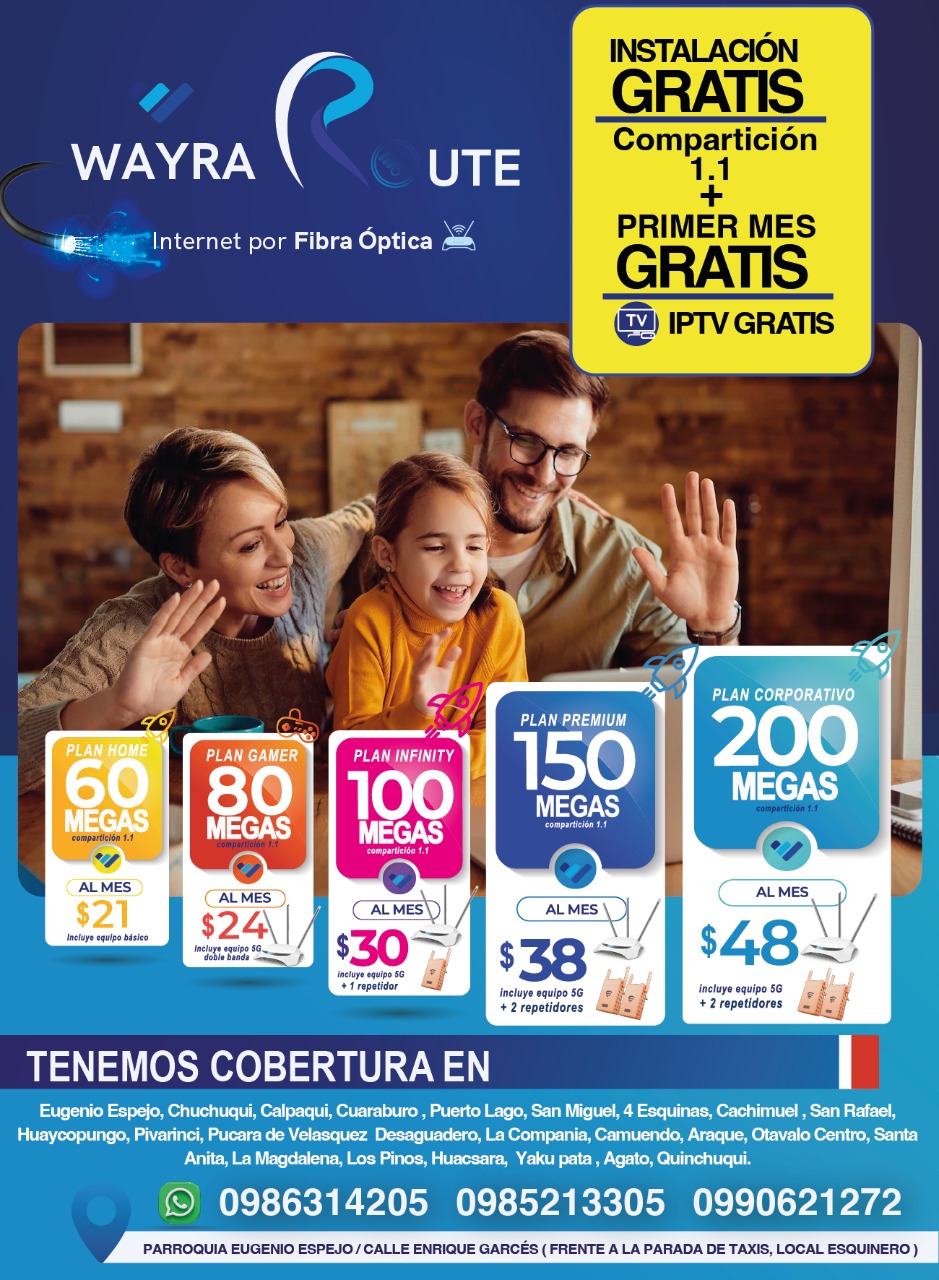 WAYRA ROUTE
Internet por Fibra Óptica
INSTALACIÓN
GRATIS
Compartición
1.1
+
PRIMER MES
GRATIS
TV IPTV GRATIS
PLAN HOME
60
MEGAS
compartición 1.1
AL MES
$21
Incluye equipo básico
PLAN GAMER
80
MEGAS
compartición 1.1
AL MES
$24
incluye equipo 5G
doble banda
PLAN INFINITY
100
MEGAS
compartición 1.1
AL MES
$30
incluye equipo 5G
+ 1 repetidor
PLAN PREMIUM
150
MEGAS
compartición 1.1
AL MES
$38
incluye equipo 5G
+ 2 repetidores
PLAN CORPORATIVO
200
MEGAS
compartición 1.1
AL MES
$48
incluye equipo 5G
+ 2 repetidores
TENEMOS COBERTURA EN
Eugenio Espejo, Chuchuqui, Calpaqui, Cuaraburo , Puerto Lago, San Miguel, 4 Esquinas, Cachimuel , San Rafael,
Huaycopungo, Pivarinci, Pucara de Velasquez Desaguadero, La Compania, Camuendo, Araque, Otavalo Centro, Santa
Anita, La Magdalena, Los Pinos, Huacsara, Yaku pata , Agato, Quinchuqui.
0986314205 0985213305 0990621272
PARROQUIA EUGENIO ESPEJO / CALLE ENRIQUE GARCÉS ( FRENTE A LA PARADA DE TAXIS, LOCAL ESQUINERO )